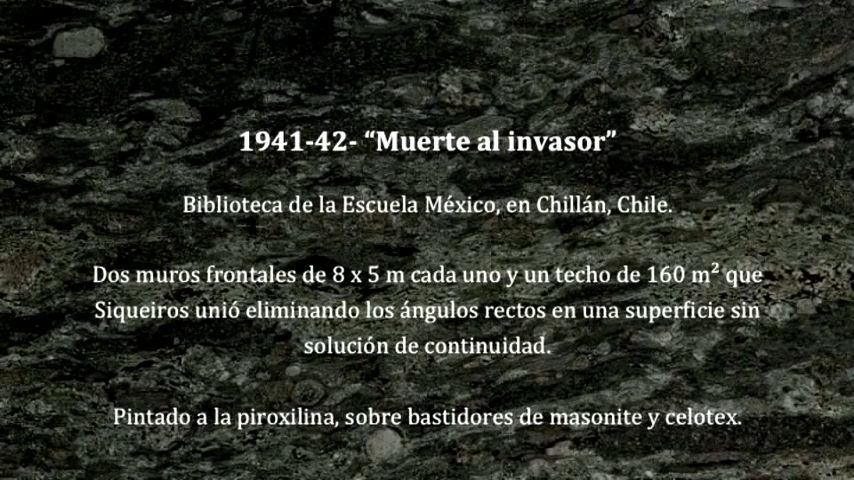 1941-42- “Muerte al invasor”
Biblioteca de la Escuela México, en Chillán, Chile.
Dos muros frontales de 8 x 5 m cada uno y un techo de 160 m² que
Siqueiros unió eliminando los ángulos rectos en una superficie sin
solución de continuidad.
Pintado a la piroxilina, sobre bastidores de masonite y celotex.